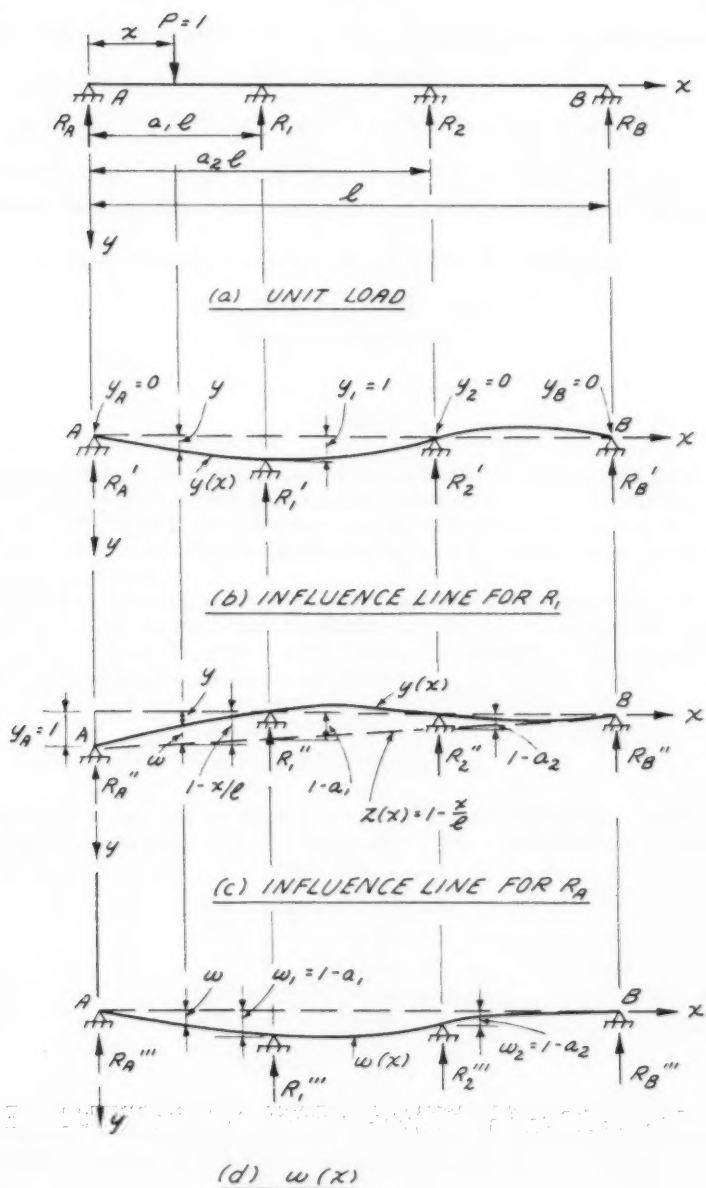 P=1
x
A
B
x
R_A
a_1 l
R_1
R_2
R_B
a_2 l
l
y
(a) UNIT LOAD
y_A=0
y
y_1=1
y_2=0
y_B=0
A
B
x
y(x)
R_A'
R_1'
R_2'
R_B'
y
(b) INFLUENCE LINE FOR R_1
y
y(x)
B
x
y_A=1
A
w
R_A''
R_1''
R_2''
R_B''
1-x/l
1-a_1
1-a_2
z(x)=1-x/l
y
(c) INFLUENCE LINE FOR R_A
A
w
w_1=1-a_1
B
x
w(x)
w_2=1-a_2
R_A'''
R_1'''
R_2'''
R_B'''
y
(d) w(x)